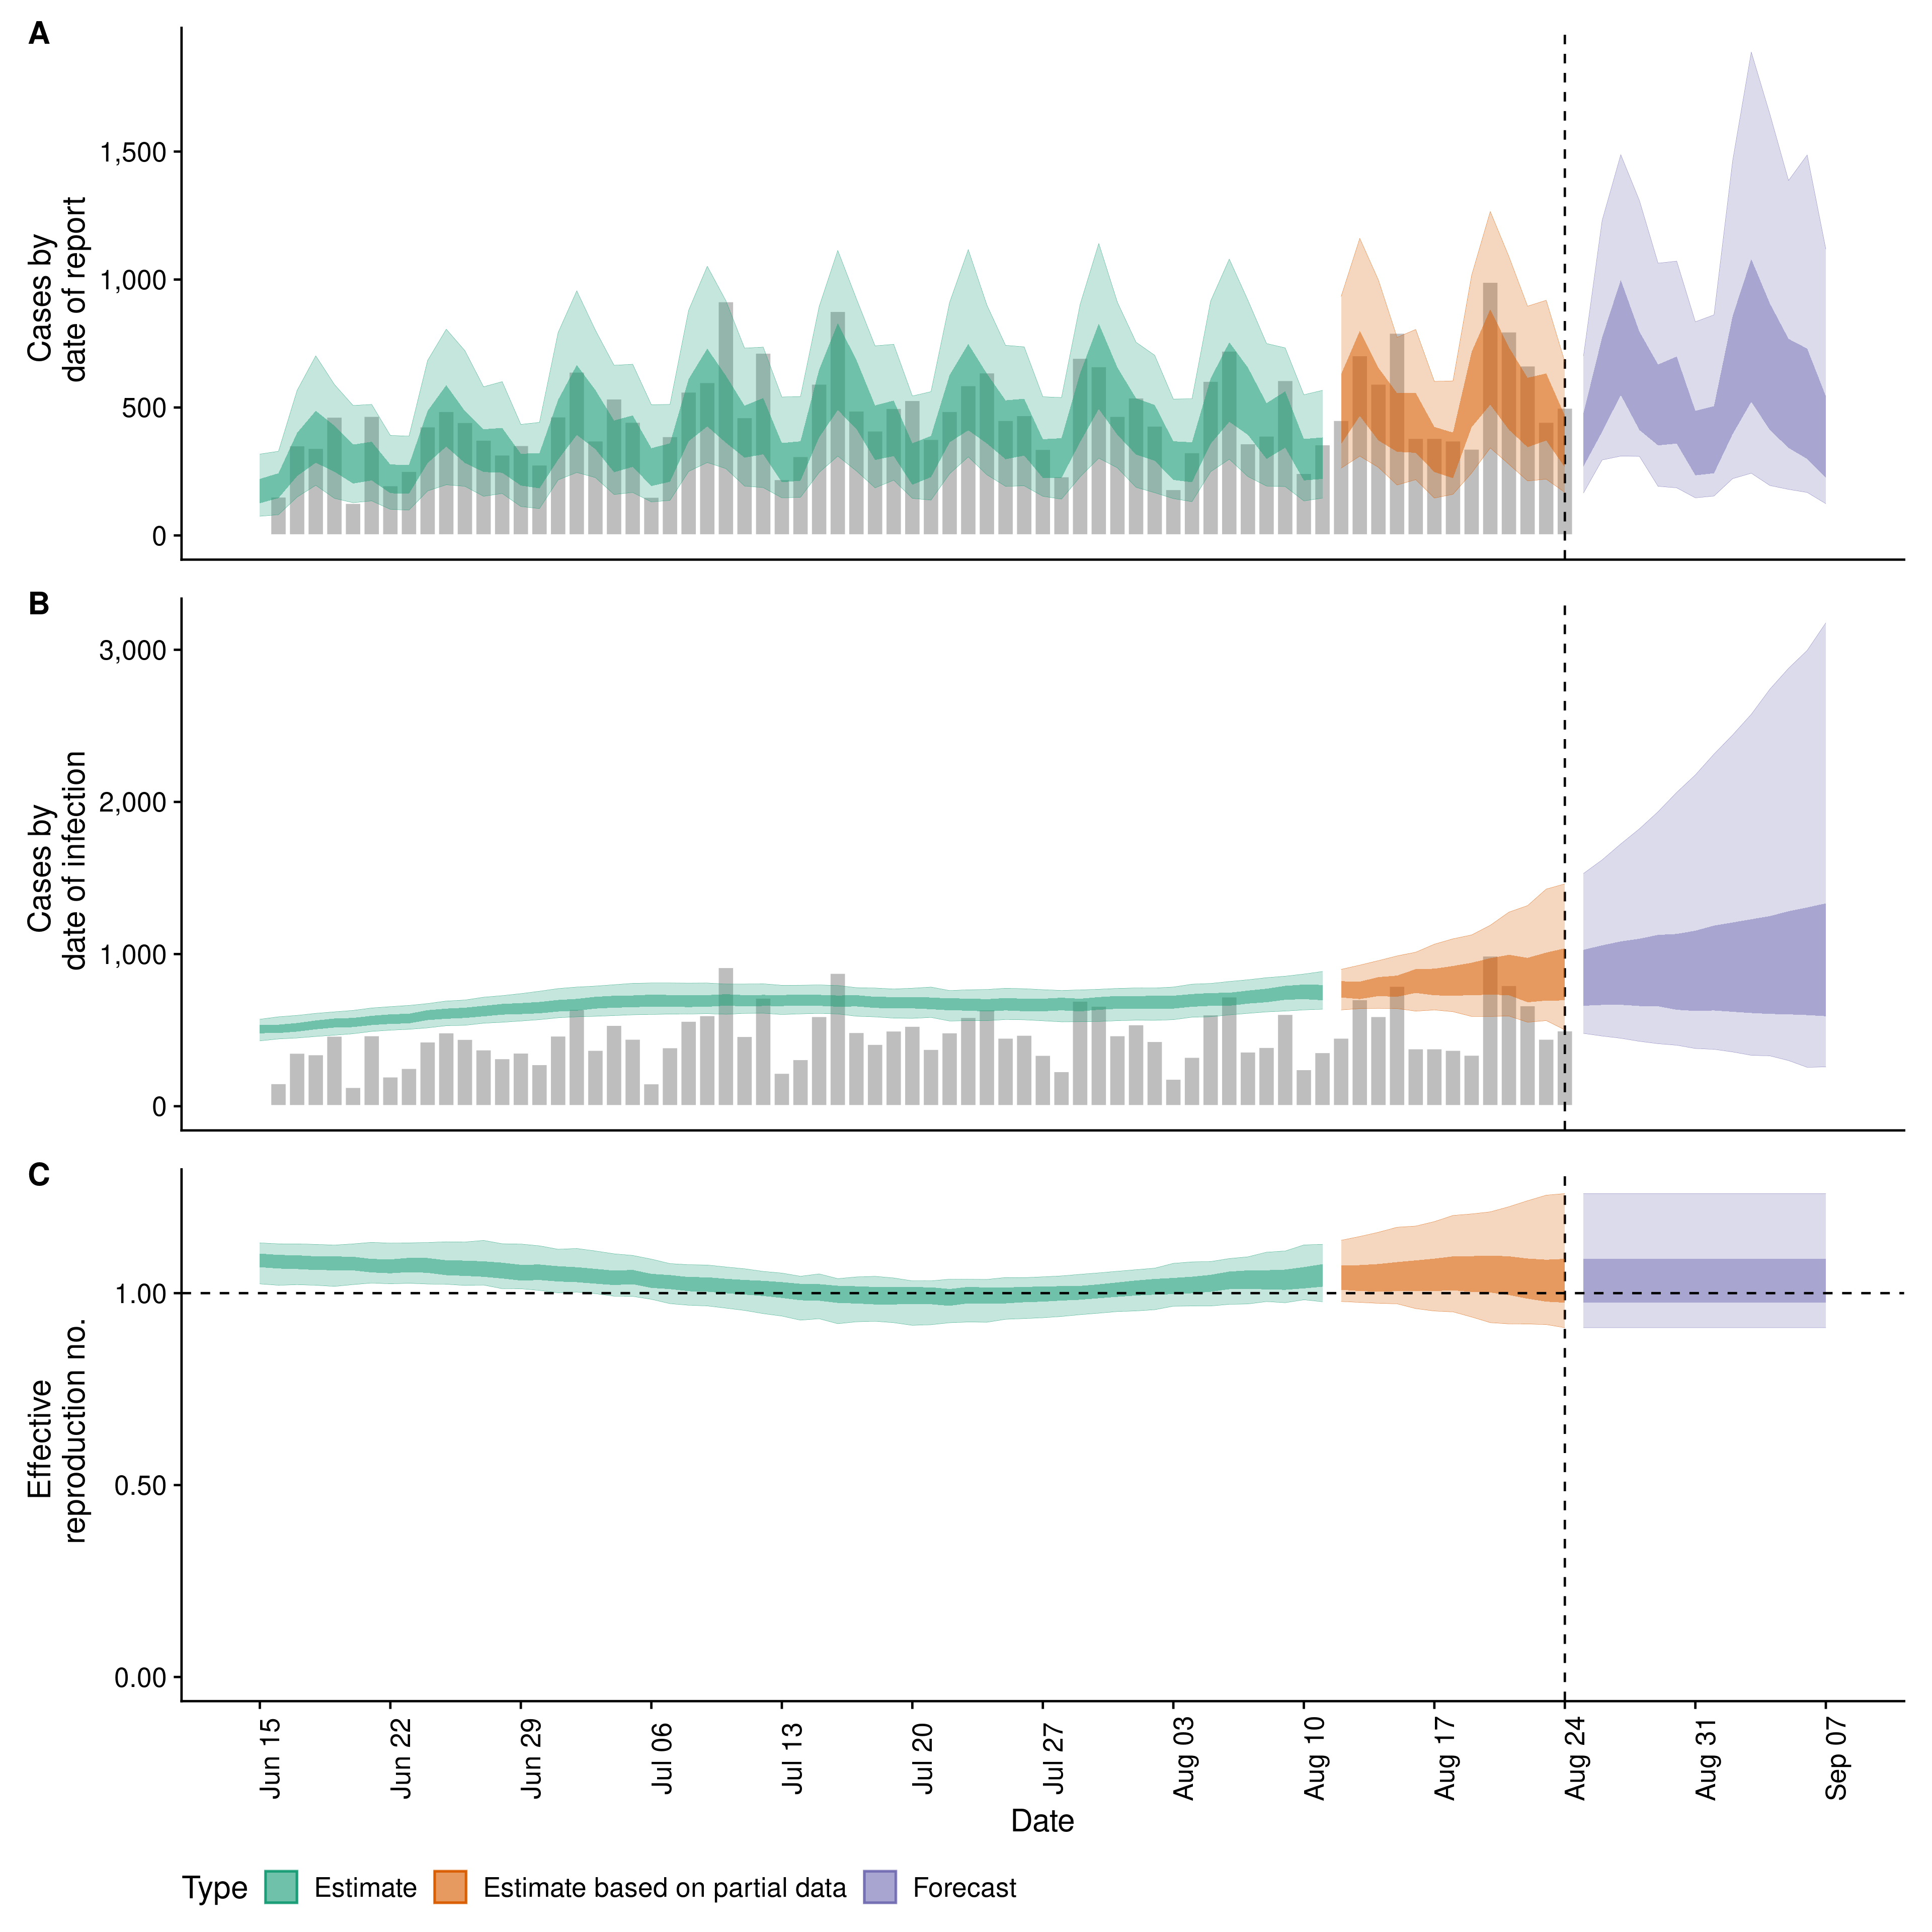 A
Cases by
date of report
1,500
1,000
500
0
B
Cases by
date of infection
3,000
2,000
1,000
0
C
Effective
reproduction no.
1.00
0.50
0.00
Jun 15
Jun 22
Jun 29
Jul 06
Jul 13
Jul 20
Jul 27
Aug 03
Aug 10
Aug 17
Aug 24
Aug 31
Sep 07
Date
Type Estimate Estimate based on partial data Forecast